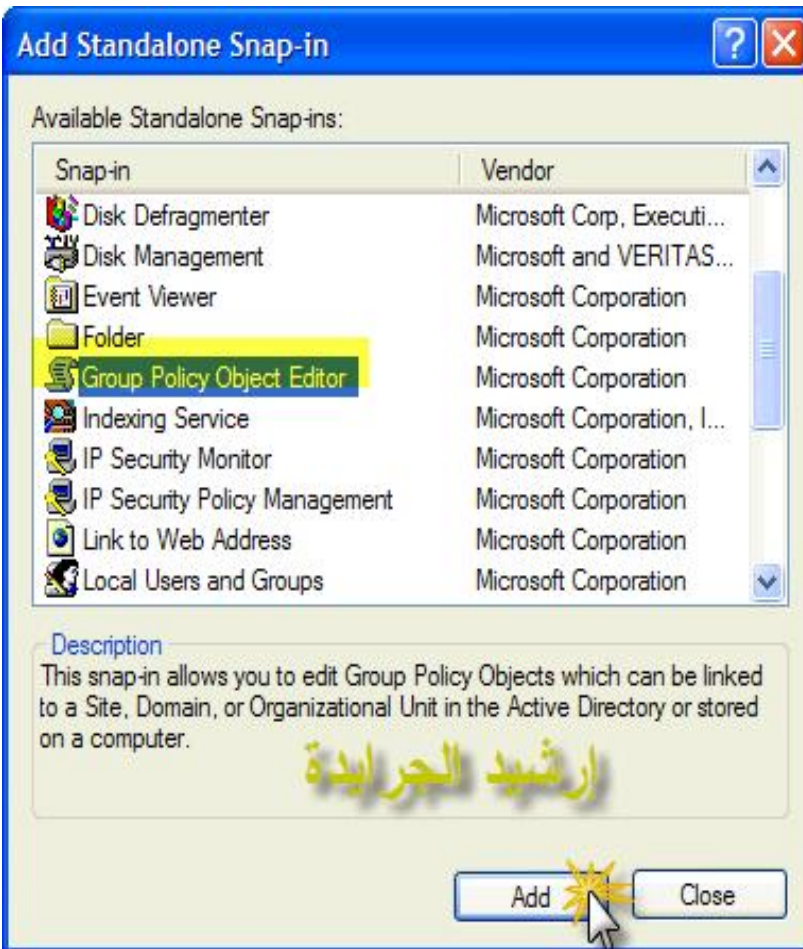 Add Standalone Snap-in
Available Standalone Snap-ins:
Snap-in Vendor
Disk Defragmenter Microsoft Corp, Executi...
Disk Management Microsoft and VERITAS...
Event Viewer Microsoft Corporation
Folder Microsoft Corporation
Group Policy Object Editor Microsoft Corporation
Indexing Service Microsoft Corporation, I...
IP Security Monitor Microsoft Corporation
IP Security Policy Management Microsoft Corporation
Link to Web Address Microsoft Corporation
Local Users and Groups Microsoft Corporation
Description
This snap-in allows you to edit Group Policy Objects which can be linked
to a Site, Domain, or Organizational Unit in the Active Directory or stored
on a computer.
ارشيد الجرايدة
Add Close